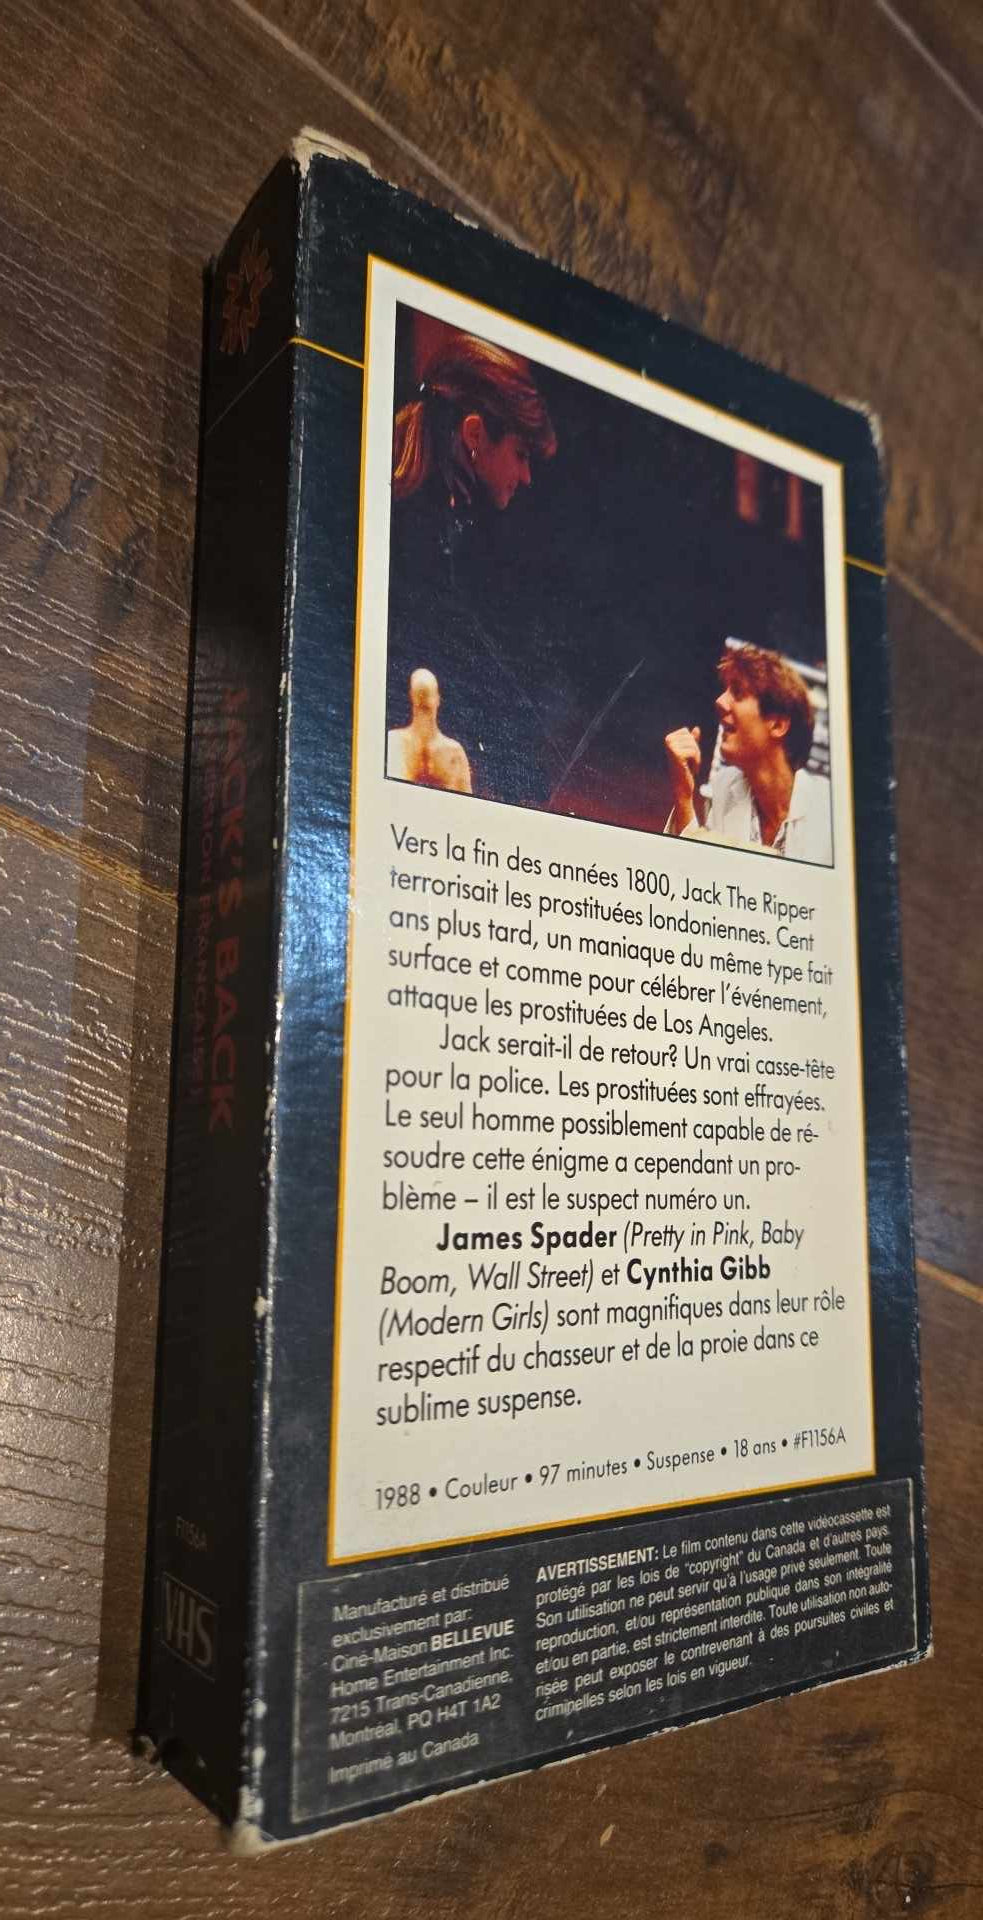 JACK'S BACK
VERSION FRANÇAISE
F1156A
VHS
Vers la fin des années 1800, Jack The Ripper
terrorisait les prostituées londoniennes. Cent
ans plus tard, un maniaque du même type fait
surface et comme pour célébrer l'événement,
attaque les prostituées de Los Angeles.
Jack serait-il de retour? Un vrai casse-tête
pour la police. Les prostituées sont effrayées.
Le seul homme possiblement capable de ré-
soudre cette énigme a cependant un pro-
blème – il est le suspect numéro un.
James Spader (Pretty in Pink, Baby
Boom, Wall Street) et Cynthia Gibb
(Modern Girls) sont magnifiques dans leur rôle
respectif du chasseur et de la proie dans ce
sublime suspense.
1988 • Couleur • 97 minutes • Suspense • 18 ans • #F1156A
Manufacturé et distribué
exclusivement par:
Ciné-Maison BELLEVUE
Home Entertainment Inc.
7215 Trans-Canadienne,
Montréal, PQ H4T 1A2
Imprimé au Canada
AVERTISSEMENT: Le film contenu dans cette vidéocassette est
protégé par les lois de "copyright" du Canada et d'autres pays.
Son utilisation ne peut servir qu'à l'usage privé seulement. Toute
reproduction, et/ou représentation publique dans son intégralité
et/ou en partie, est strictement interdite. Toute utilisation non auto-
risée peut exposer le contrevenant à des poursuites civiles et
criminelles selon les lois en vigueur.